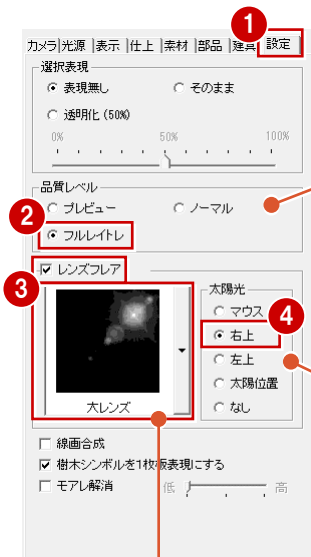 1
カメラ 光源 表示 仕上 素材 部品 建具 設定
選択表現
表現無し そのまま
透明化 (50%)
0% 50% 100%
品質レベル
プレビュー ノーマル
2
フルレイトレ
レンズフレア
3
太陽光
マウス
4
右上
左上
太陽位置
なし
大レンズ
線画合成
樹木シンボルを1枚板表現にする
モアレ解消 低 高